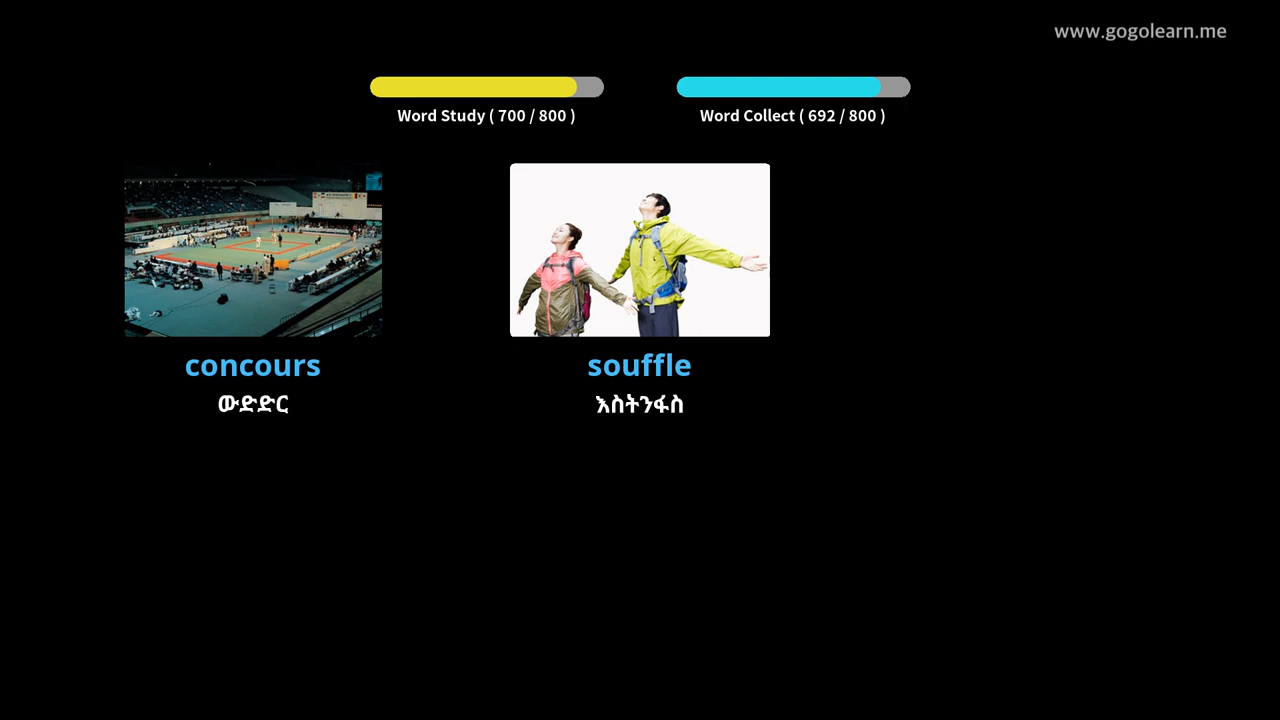 www.gogolearn.me
Word Study ( 700 / 800 )
Word Collect ( 692 / 800 )
concours
souffle
ውድድር
እስትንፋስ